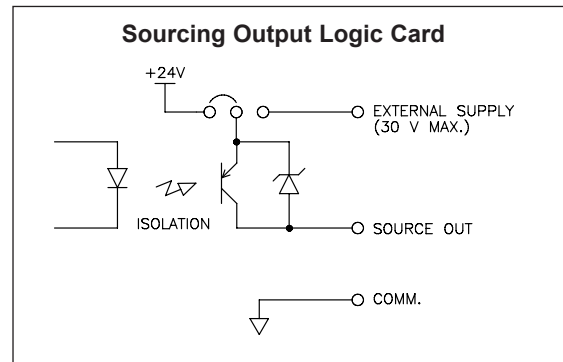 Sourcing Output Logic Card
+24V
EXTERNAL SUPPLY
(30 V MAX.)
ISOLATION
SOURCE OUT
COMM.